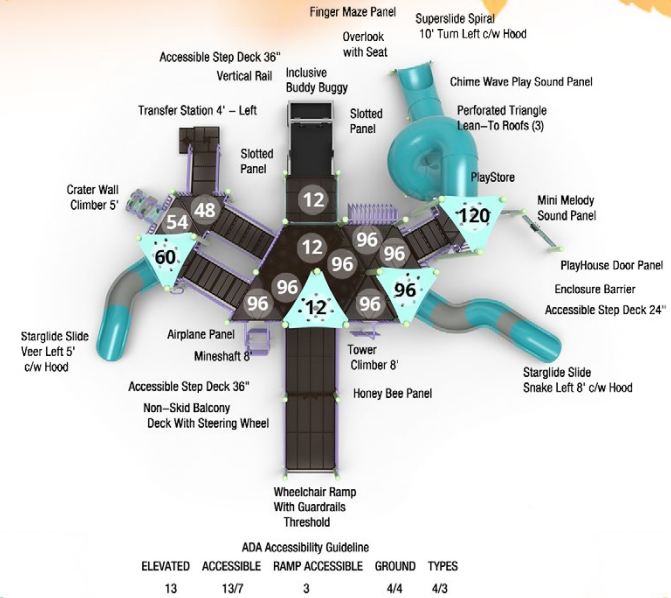 Finger Maze Panel
Superslide Spiral
10' Turn Left c/w Hood
Overlook
with Seat
Accessible Step Deck 36"
Vertical Rail
Inclusive
Buddy Buggy
Chime Wave Play Sound Panel
Transfer Station 4' - Left
Slotted
Panel
Perforated Triangle
Lean-To Roofs (3)
Slotted
Panel
PlayStore
Crater Wall
Climber 5'
Mini Melody
Sound Panel
12
48
54
120
60
12
96
96
96
96
96
12
96
96
PlayHouse Door Panel
Enclosure Barrier
Accessible Step Deck 24"
Starglide Slide
Veer Left 5'
c/w Hood
Airplane Panel
Mineshaft 8'
Tower
Climber 8'
Starglide Slide
Snake Left 8' c/w Hood
Accessible Step Deck 36"
Honey Bee Panel
Non-Skid Balcony
Deck With Steering Wheel
Wheelchair Ramp
With Guardrails
Threshold
ADA Accessibility Guideline
ELEVATED ACCESSIBLE RAMP ACCESSIBLE GROUND TYPES
13 13/7 3 4/4 4/3